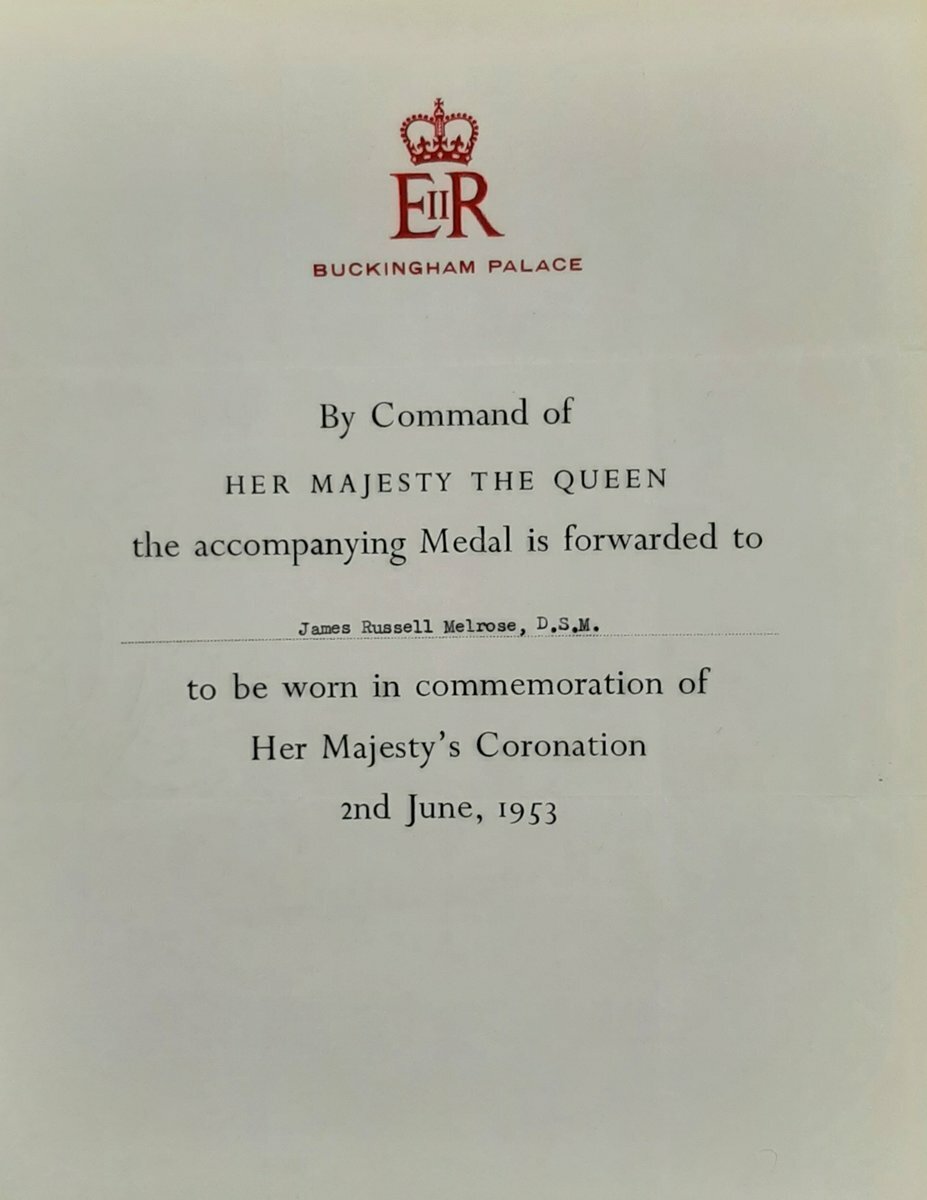 EIIR
BUCKINGHAM PALACE
By Command of
HER MAJESTY THE QUEEN
the accompanying Medal is forwarded to
James Russell Melrose, D.S.M.
to be worn in commemoration of
Her Majesty's Coronation
2nd June, 1953